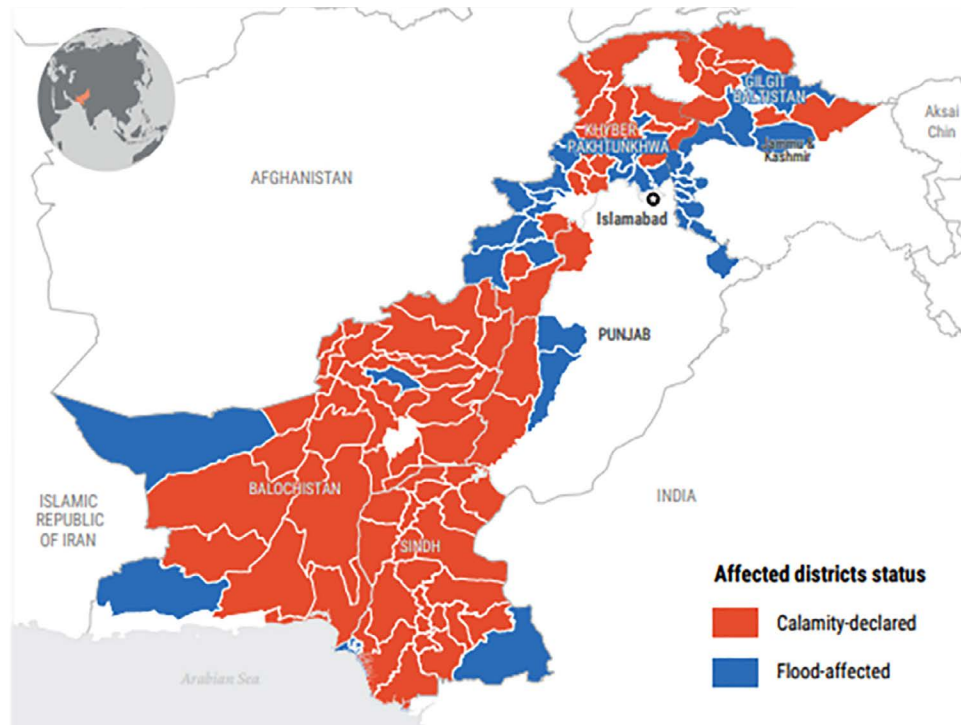 GILGIT
BALTISTAN
Aksai
Chin
KHYBER
PAKHTUNKHWA
Jammu &
Kashmir
AFGHANISTAN
Islamabad
PUNJAB
ISLAMIC
REPUBLIC
OF IRAN
BALOCHISTAN
INDIA
SINDH
Arabian Sea
Affected districts status
Calamity-declared
Flood-affected